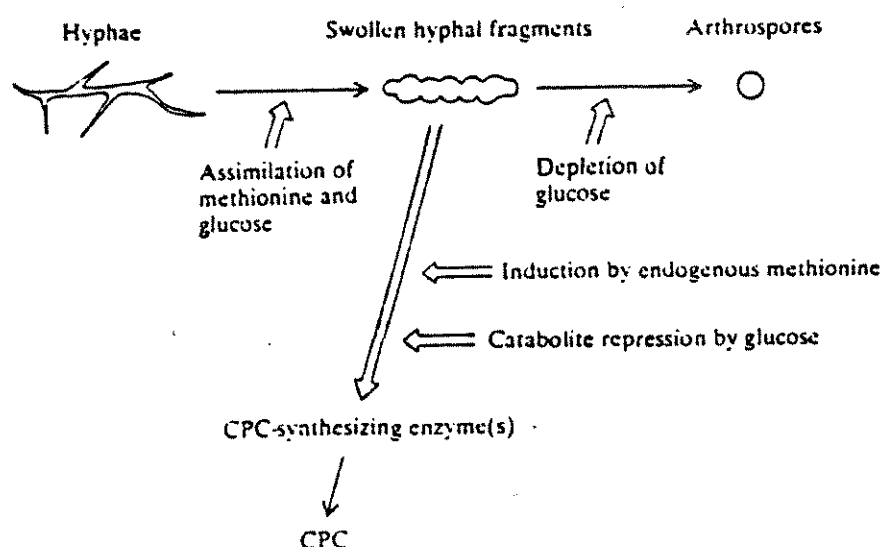 Hyphae
Swollen hyphal fragments
Arthrospores
Assimilation of
methionine and
glucose
Depletion of
glucose
Induction by endogenous methionine
Catabolite repression by glucose
CPC-synthesizing enzyme(s)
CPC